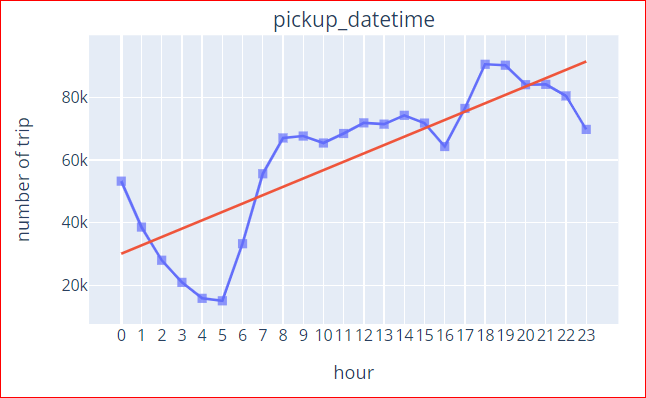 pickup_datetime
number of trip
80k
60k
40k
20k
0 1 2 3 4 5 6 7 8 9 10 11 12 13 14 15 16 17 18 19 20 21 22 23
hour